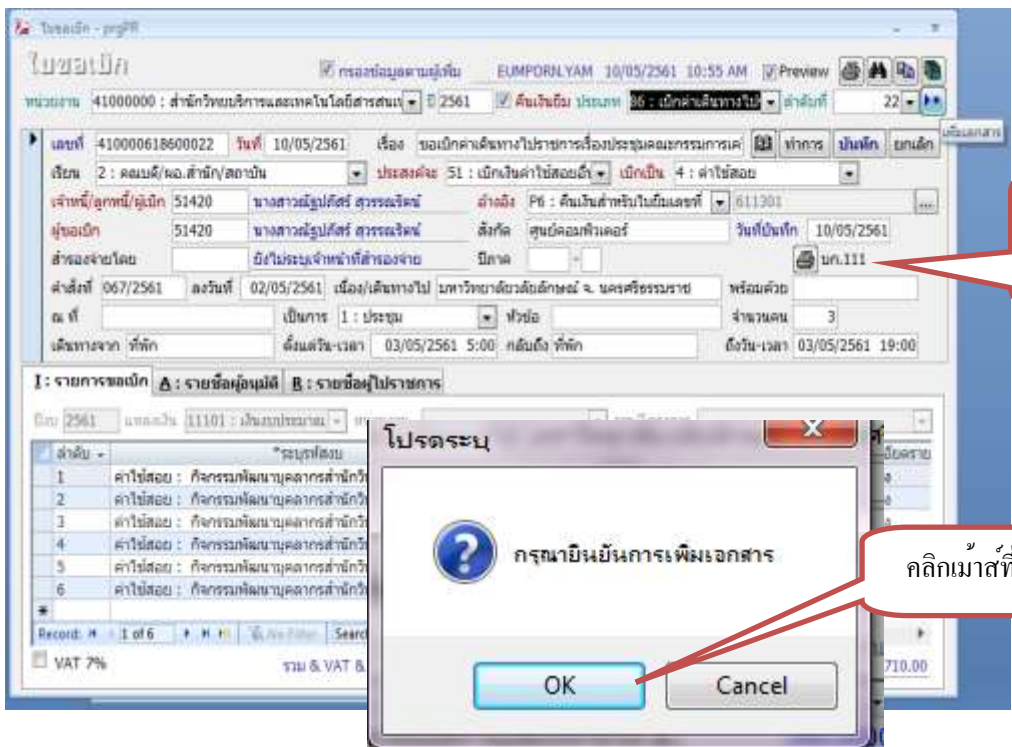 ใบขอเบิก - prgPR
ใบขอเบิก กรองข้อมูลตามผู้เพิ่ม EUMPORN.YAM 10/05/2561 10:55 AM Preview
หน่วยงาน 41000000 : สำนักวิทยบริการและเทคโนโลยีสารสนเ ปี 2561 คืนเงินยืม ประเภท 86 : เบิกค่าเดินทางไป ลำดับที่ 22
เพิ่มเอกสาร
เลขที่ 410000618600022 วันที่ 10/05/2561 เรื่อง ขอเบิกค่าเดินทางไปราชการเรื่องประชุมคณะกรรมการเค ทำการ บันทึก ยกเลิก
เรียน 2 : คณบดี/ผอ.สำนัก/สถาบัน ประสงค์จะ 51 : เบิกเงินค่าใช้สอยอื่ เบิกเป็น 4 : ค่าใช้สอย
เจ้าหนี้/ลูกหนี้/ผู้เบิก 51420 นางสาวณัฐปภัสร์ สุวรรณรัตน์ อ้างอิง P6 : คืนเงินสำหรับใบยืมเลขที่ 611301 ...
ผู้ขอเบิก 51420 นางสาวณัฐปภัสร์ สุวรรณรัตน์ สังกัด ศูนย์คอมพิวเตอร์ วันที่บันทึก 10/05/2561
สำรองจ่ายโดย ยังไม่ระบุเจ้าหน้าที่สำรองจ่าย ปีภาค - บก.111
คำสั่งที่ 067/2561 ลงวันที่ 02/05/2561 เนื่อง/เดินทางไป มหาวิทยาลัยวลัยลักษณ์ จ. นครศรีธรรมราช พร้อมด้วย
ณ ที่ เป็นการ 1 : ประชุม หัวข้อ จำนวนคน 3
เดินทางจาก ที่พัก ตั้งแต่วัน-เวลา 03/05/2561 5:00 กลับถึง ที่พัก ถึงวัน-เวลา 03/05/2561 19:00
I : รายการขอเบิก A : รายชื่อผู้อนุมัติ B : รายชื่อผู้ไปราชการ
ปีงบ 2561 แหล่งเงิน 11101 : เงินงบประมาณ
ลำดับ *ระบุรหัสงบ
1 ค่าใช้สอย : กิจกรรมพัฒนาบุคลากรสำนักวิ
2 ค่าใช้สอย : กิจกรรมพัฒนาบุคลากรสำนักวิ
3 ค่าใช้สอย : กิจกรรมพัฒนาบุคลากรสำนักวิ
4 ค่าใช้สอย : กิจกรรมพัฒนาบุคลากรสำนักวิ
5 ค่าใช้สอย : กิจกรรมพัฒนาบุคลากรสำนักวิ
6 ค่าใช้สอย : กิจกรรมพัฒนาบุคลากรสำนักวิ
Record: 1 of 6 No Filter Search
VAT 7% รวม & VAT & 710.00
โปรดระบุ
กรุณายืนยันการเพิ่มเอกสาร
OK Cancel
คลิกเม้าส์ที่